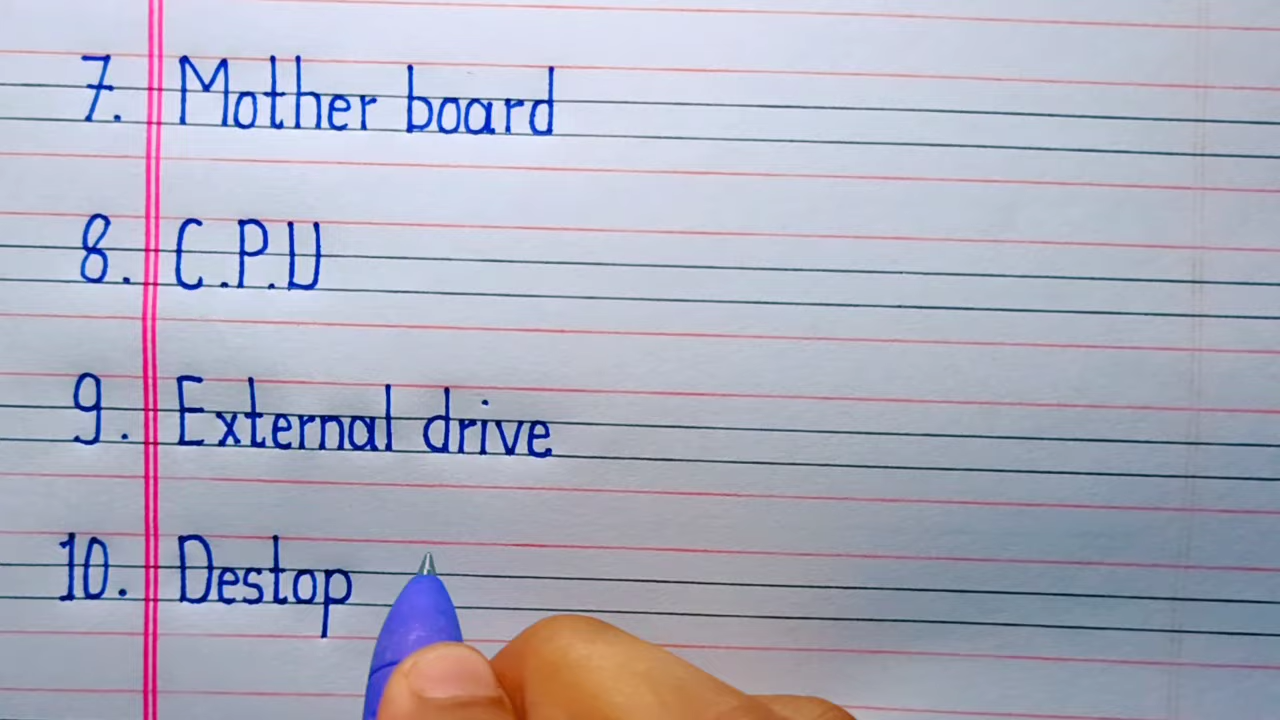 7. Mother board
8. C.P.U
9. External drive
10. Destop